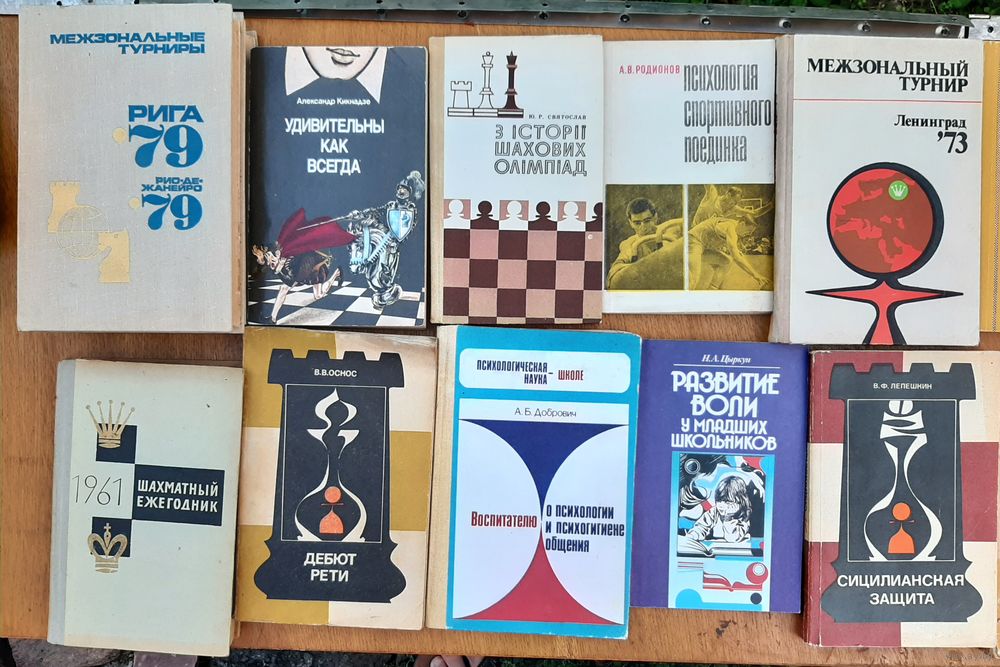 МЕЖЗОНАЛЬНЫЕ
ТУРНИРЫ
РИГА
79
РИО-ДЕ-
ЖАНЕЙРО
79
Александр Кикнадзе
УДИВИТЕЛЬНЫ
КАК
ВСЕГДА
Ю. Р. СВЯТОСЛАВ
З ІСТОРІЇ
ШАХОВИХ
ОЛІМПІАД
А.В. РОДИОНОВ
психология
спортивного
поединка
МЕЖЗОНАЛЬНЫЙ
ТУРНИР
Ленинград
'73
1961
ШАХМАТНЫЙ
ЕЖЕГОДНИК
В.В.ОСНОС
ДЕБЮТ
РЕТИ
ПСИХОЛОГИЧЕСКАЯ
НАУКА – ШКОЛЕ
А. Б. Добрович
Воспитателю
о психологии
и психогигиене
общения
Н.А. Цыркун
РАЗВИТИЕ
ВОЛИ
У МЛАДШИХ
ШКОЛЬНИКОВ
В. Ф. ЛЕПЕШКИН
СИЦИЛИАНСКАЯ
ЗАЩИТА